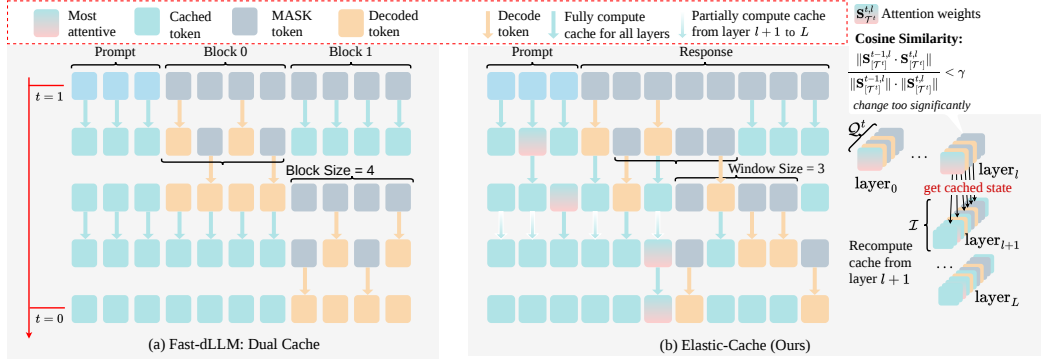 Most attentive
Cached token
MASK token
Decoded token
Decode token
Fully compute cache for all layers
Partially compute cache from layer l + 1 to L
S^{t,l}_{𝒯^t} Attention weights
Cosine Similarity:
‖S^{t−1,l}_{[𝒯^t]} · S^{t,l}_{[𝒯^t]}‖ / ‖S^{t−1,l}_{[𝒯^t]}‖ · ‖S^{t,l}_{[𝒯^t]}‖ < γ
change too significantly
Prompt
Block 0
Block 1
t = 1
Block Size = 4
t = 0
(a) Fast-dLLM: Dual Cache
Prompt
Response
Window Size = 3
(b) Elastic-Cache (Ours)
𝒬^t
...
layer_0
layer_l
get cached state
ℐ
layer_{l+1}
Recompute
cache from
layer l + 1
...
layer_L